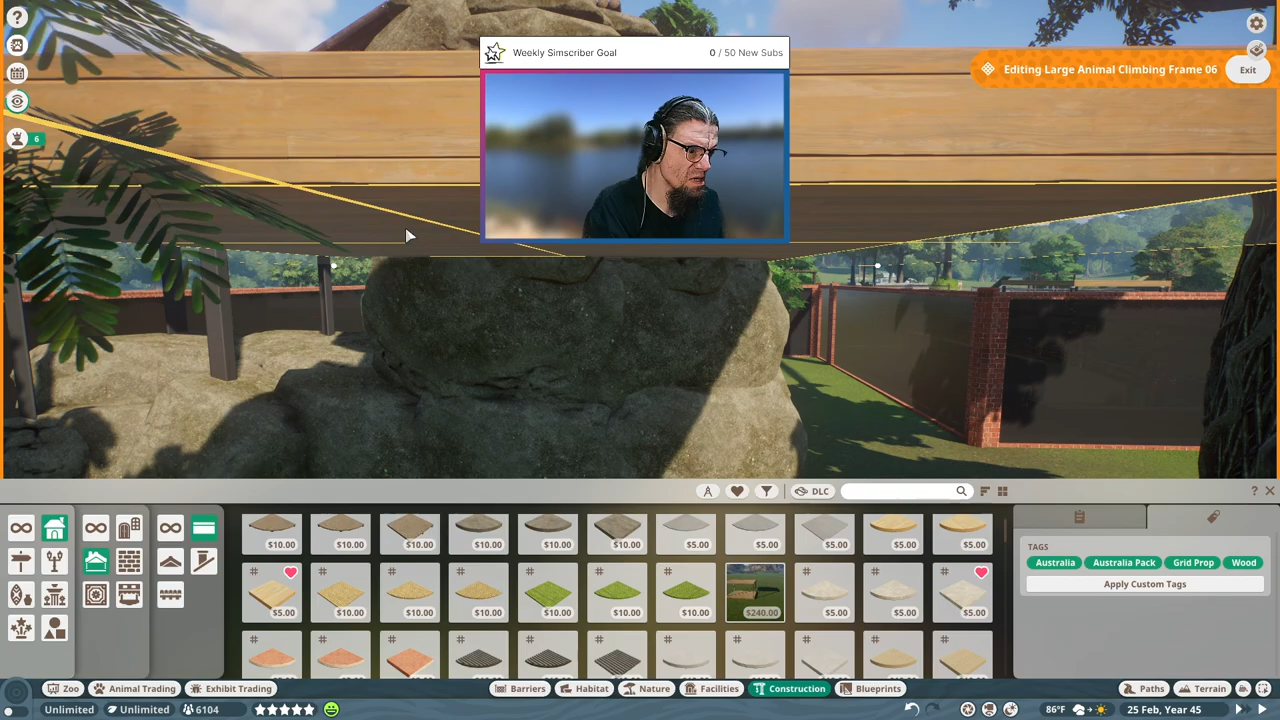 Weekly Simscriber Goal 0 / 50 New Subs
Editing Large Animal Climbing Frame 06 Exit
6
DLC
$10.00 $10.00 $10.00 $10.00 $10.00 $10.00 $5.00 $5.00 $5.00 $5.00 $5.00
TAGS
Australia Australia Pack Grid Prop Wood
Apply Custom Tags
$5.00 $10.00 $10.00 $10.00 $10.00 $10.00 $10.00 $240.00 $5.00 $5.00 $5.00
Zoo Animal Trading Exhibit Trading Barriers Habitat Nature Facilities Construction Blueprints Paths Terrain
Unlimited Unlimited 6104 86°F 25 Feb, Year 45